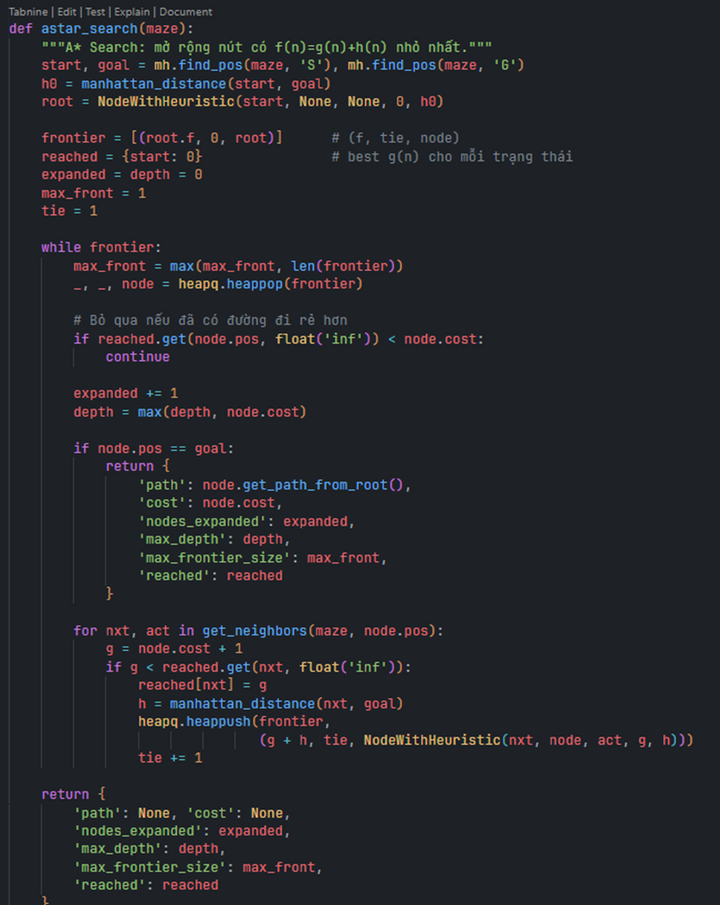 Tabnine | Edit | Test | Explain | Document
def astar_search(maze):
    """A* Search: mở rộng nút có f(n)=g(n)+h(n) nhỏ nhất."""
    start, goal = mh.find_pos(maze, 'S'), mh.find_pos(maze, 'G')
    h0 = manhattan_distance(start, goal)
    root = NodeWithHeuristic(start, None, None, 0, h0)

    frontier = [(root.f, 0, root)]      # (f, tie, node)
    reached = {start: 0}                # best g(n) cho mỗi trạng thái
    expanded = depth = 0
    max_front = 1
    tie = 1

    while frontier:
        max_front = max(max_front, len(frontier))
        _, _, node = heapq.heappop(frontier)

        # Bỏ qua nếu đã có đường đi rẻ hơn
        if reached.get(node.pos, float('inf')) < node.cost:
            continue

        expanded += 1
        depth = max(depth, node.cost)

        if node.pos == goal:
            return {
                'path': node.get_path_from_root(),
                'cost': node.cost,
                'nodes_expanded': expanded,
                'max_depth': depth,
                'max_frontier_size': max_front,
                'reached': reached
            }

        for nxt, act in get_neighbors(maze, node.pos):
            g = node.cost + 1
            if g < reached.get(nxt, float('inf')):
                reached[nxt] = g
                h = manhattan_distance(nxt, goal)
                heapq.heappush(frontier,
                               (g + h, tie, NodeWithHeuristic(nxt, node, act, g, h)))
                tie += 1

    return {
        'path': None, 'cost': None,
        'nodes_expanded': expanded,
        'max_depth': depth,
        'max_frontier_size': max_front,
        'reached': reached
    }